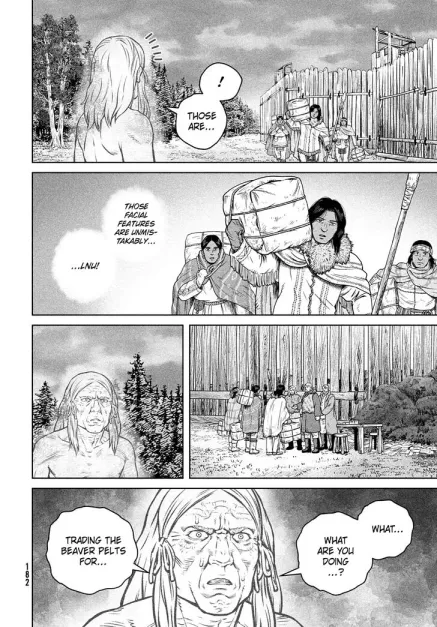 !
THOSE
ARE...
THOSE
FACIAL
FEATURES
ARE UNMIS-
TAKABLY...
...LNU!
WHAT...
WHAT
ARE YOU
DOING
...?
TRADING THE
BEAVER PELTS
FOR...
182